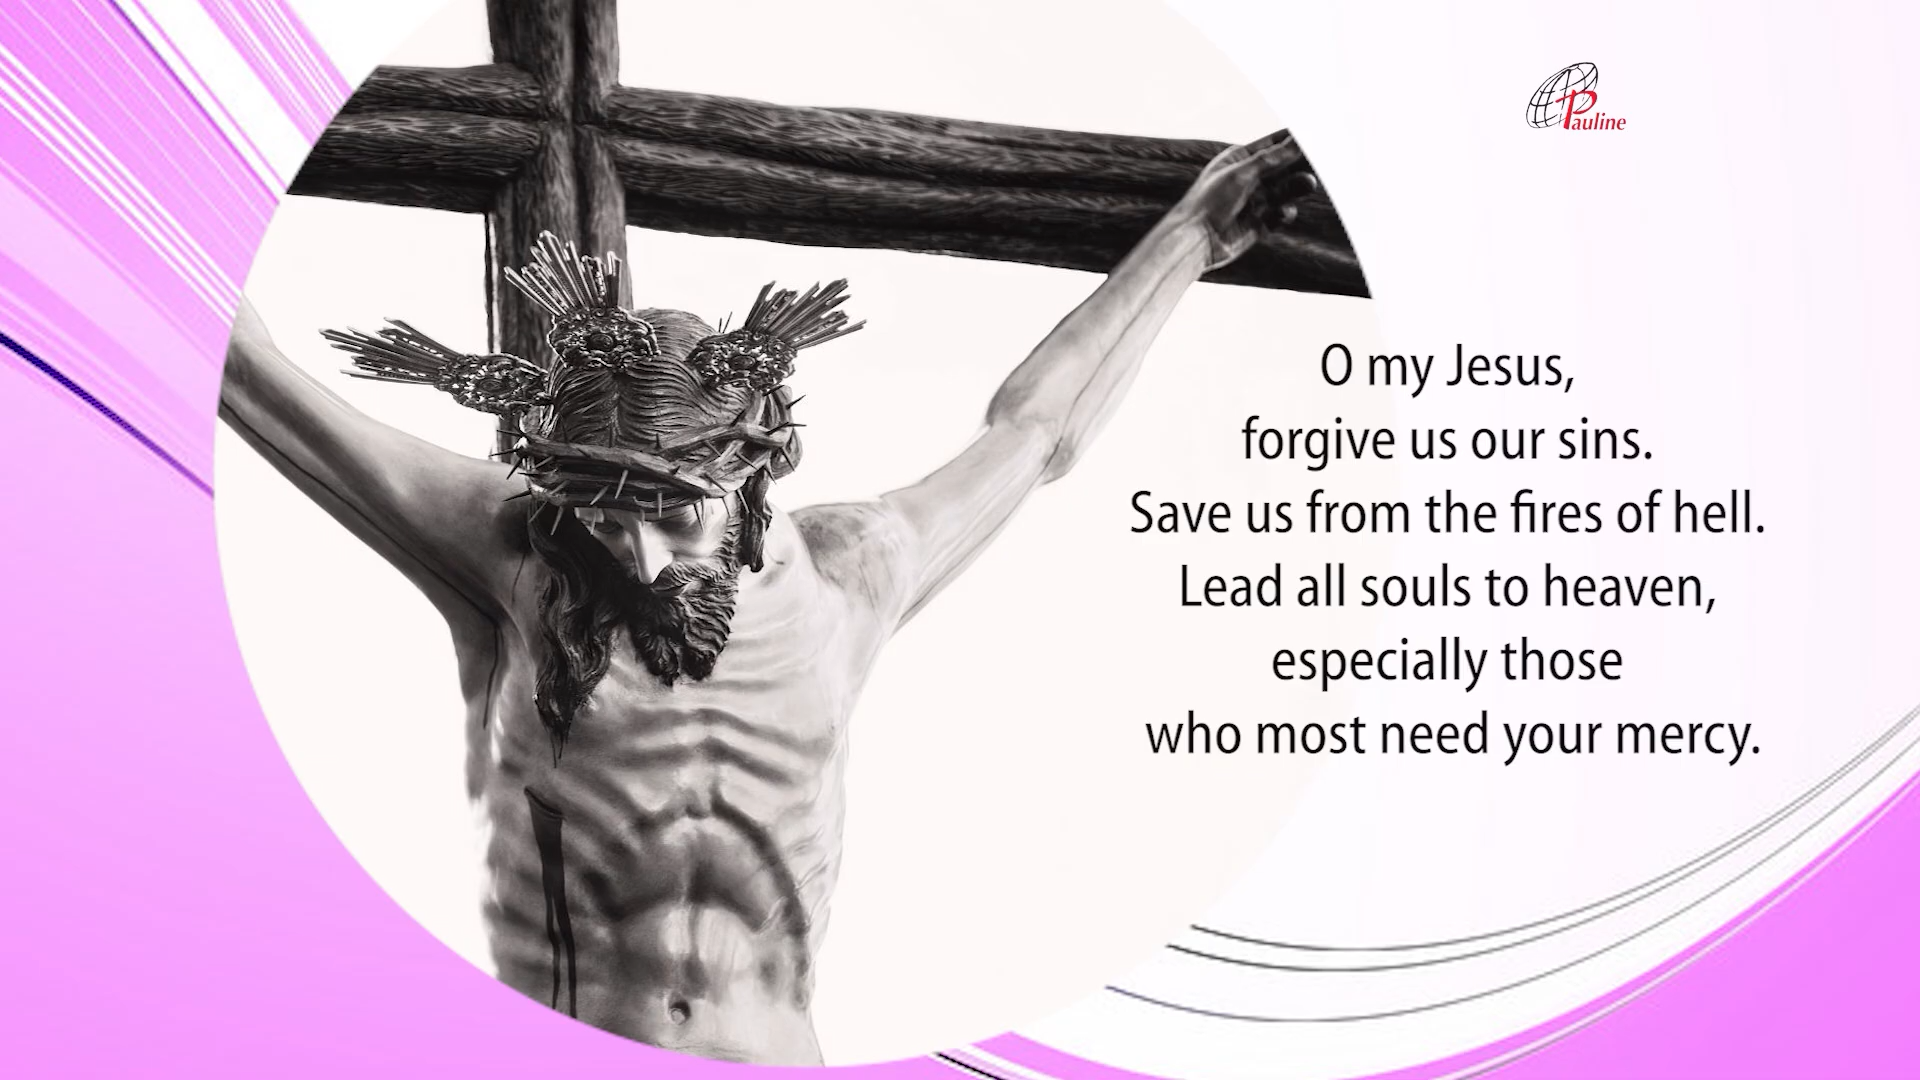 Pauline
O my Jesus,
forgive us our sins.
Save us from the fires of hell.
Lead all souls to heaven,
especially those
who most need your mercy.